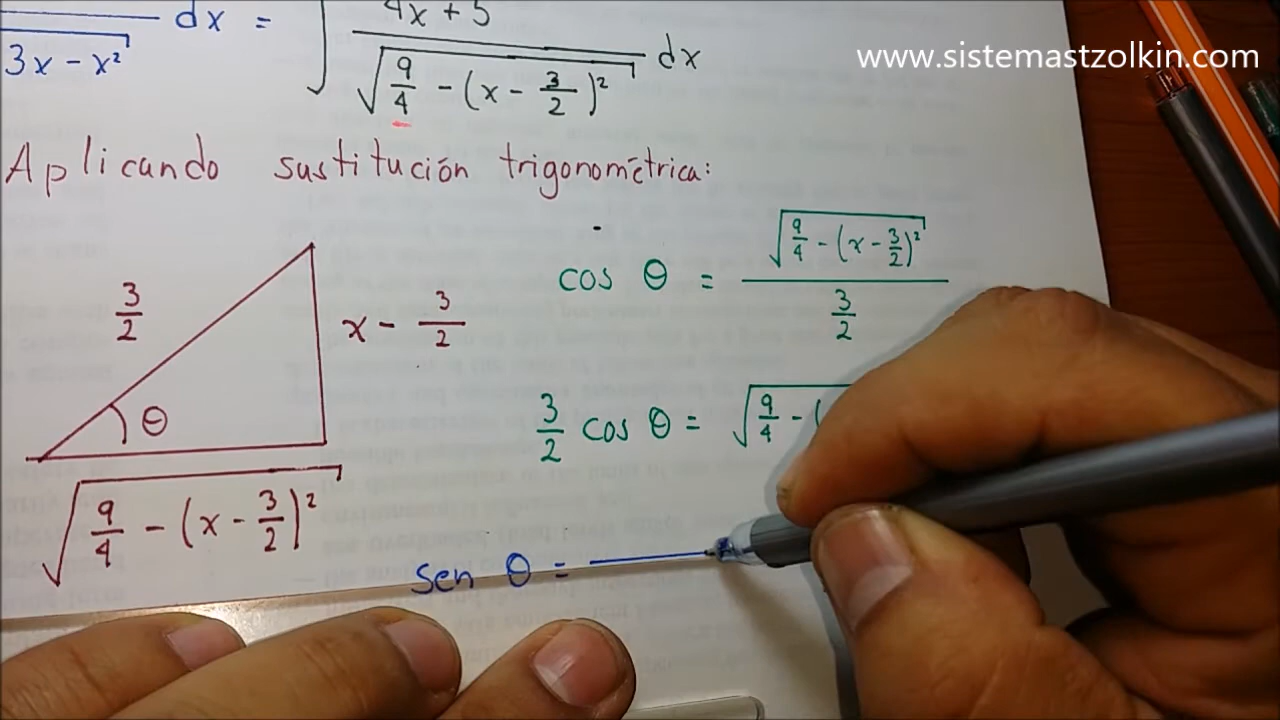 www.sistemastzolkin.com
dx = ∫ 4x + 5 / √(9/4 - (x - 3/2)²) dx
3x - x²
Aplicando sustitución trigonométrica:
cos θ = √(9/4 - (x - 3/2)²) / 3/2
3/2
x - 3/2
θ
3/2 cos θ = √(9/4 - (
√(9/4 - (x - 3/2)²)
sen θ =